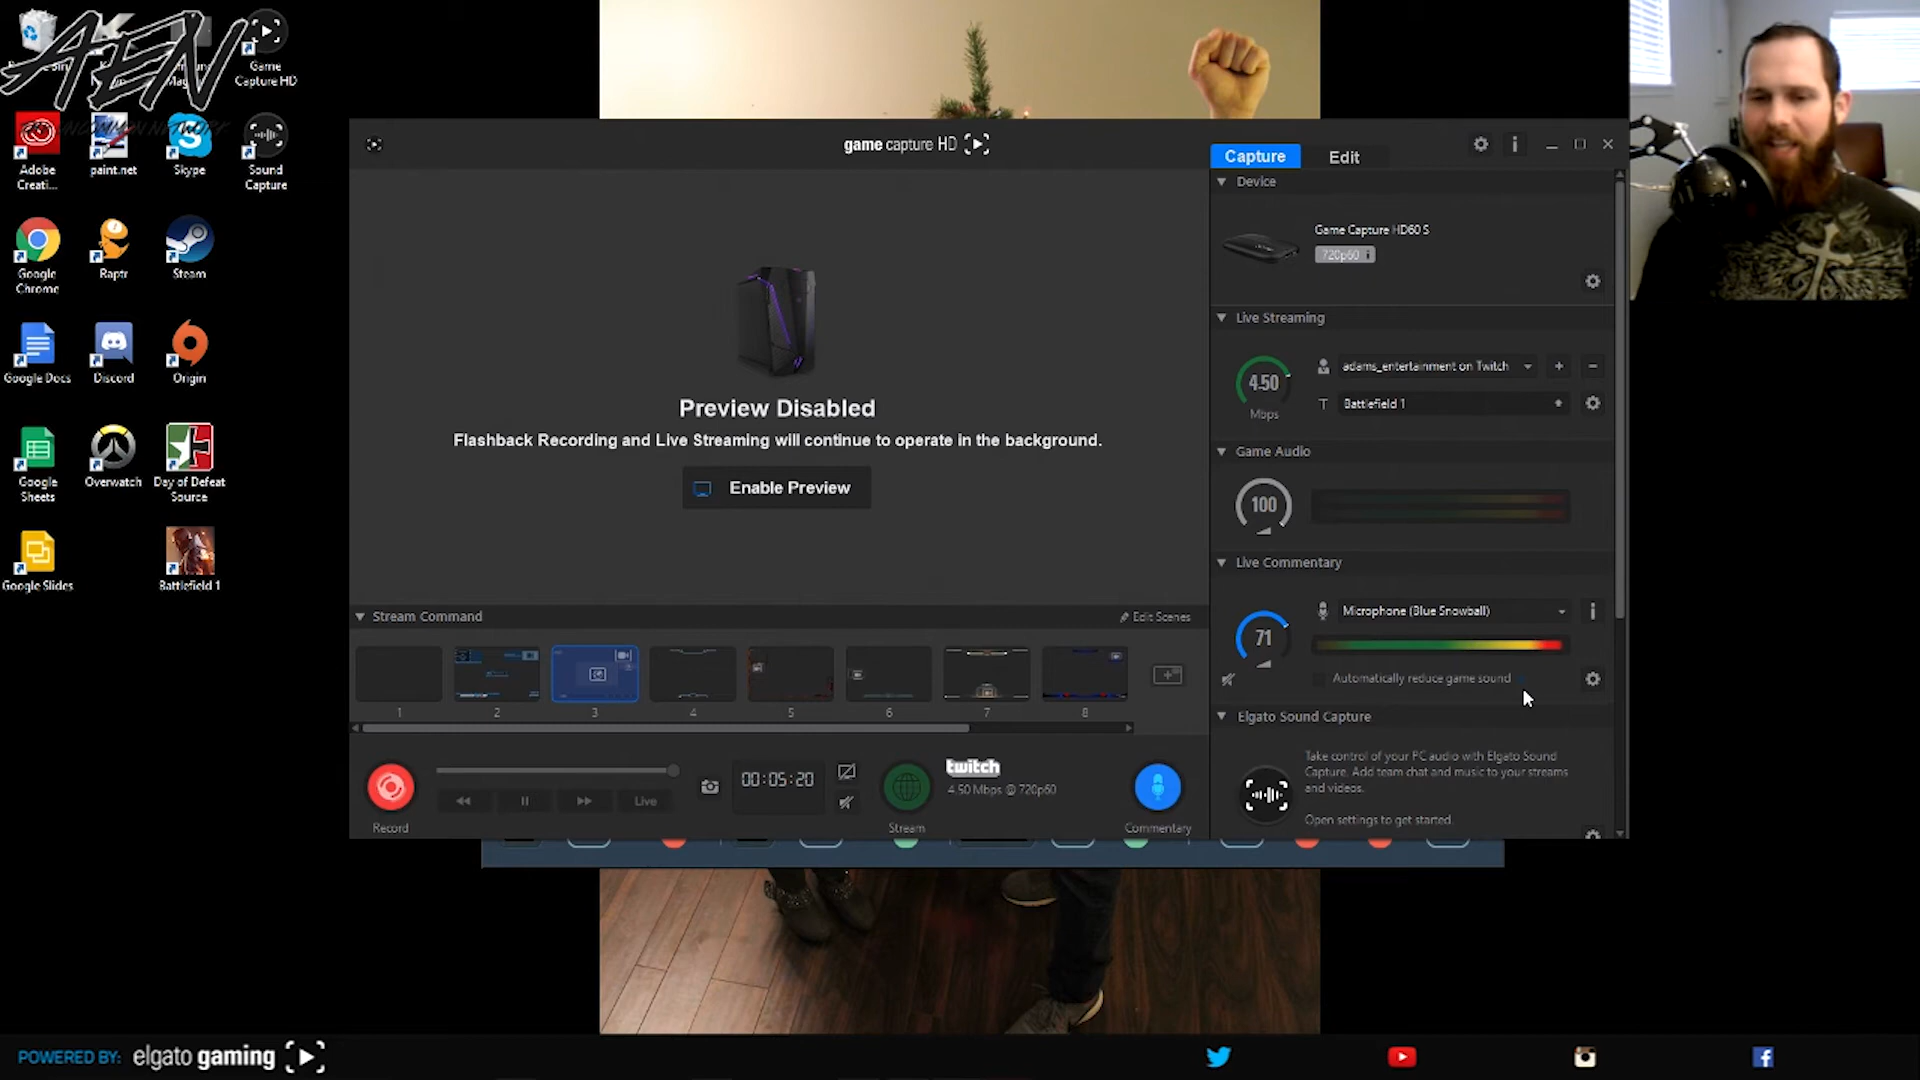 AEN
game capture HD
Capture
Edit
Game
Capture HD
Adobe
Creati...
paint.net
Skype
Sound
Capture
Google
Chrome
Raptr
Steam
Google Docs
Discord
Origin
Google
Sheets
Overwatch
Day of Defeat
Source
Google Slides
Battlefield 1
Preview Disabled
Flashback Recording and Live Streaming will continue to operate in the background.
Enable Preview
Stream Command
Edit Scenes
1
2
3
4
5
6
7
8
Record
Live
00:05:20
Stream
twitch
4.50 Mbps @ 720p60
Commentary
Device
Game Capture HD60 S
720p60 i
Live Streaming
4.50
Mbps
adams_entertainment on Twitch
T
Battlefield 1
Game Audio
100
Live Commentary
71
Microphone (Blue Snowball)
Automatically reduce game sound
Elgato Sound Capture
Take control of your PC audio with Elgato Sound
Capture. Add team chat and music to your streams
and videos.
Open settings to get started.
POWERED BY: elgato gaming